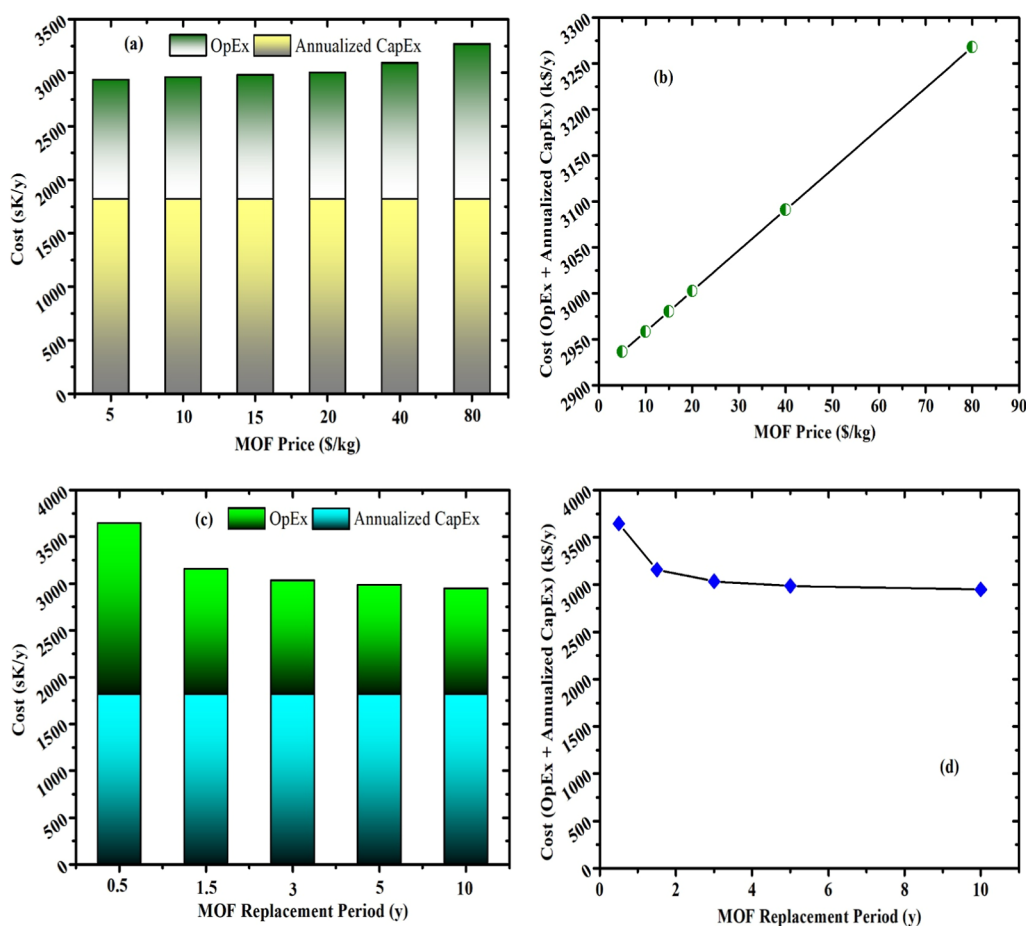 (a)
OpEx Annualized CapEx
Cost (sK/y)
3500
3000
2500
2000
1500
1000
500
0
5 10 15 20 40 80
MOF Price ($/kg)
(b)
Cost (OpEx + Annualized CapEx) (k$/y)
3300
3250
3200
3150
3100
3050
3000
2950
2900
0 10 20 30 40 50 60 70 80 90
MOF Price ($/kg)
(c)
OpEx Annualized CapEx
Cost (sK/y)
4000
3500
3000
2500
2000
1500
1000
500
0
0.5 1.5 3 5 10
MOF Replacement Period (y)
(d)
Cost (OpEx + Annualized CapEx) (k$/y)
4000
3500
3000
2500
2000
1500
1000
500
0
0 2 4 6 8 10
MOF Replacement Period (y)